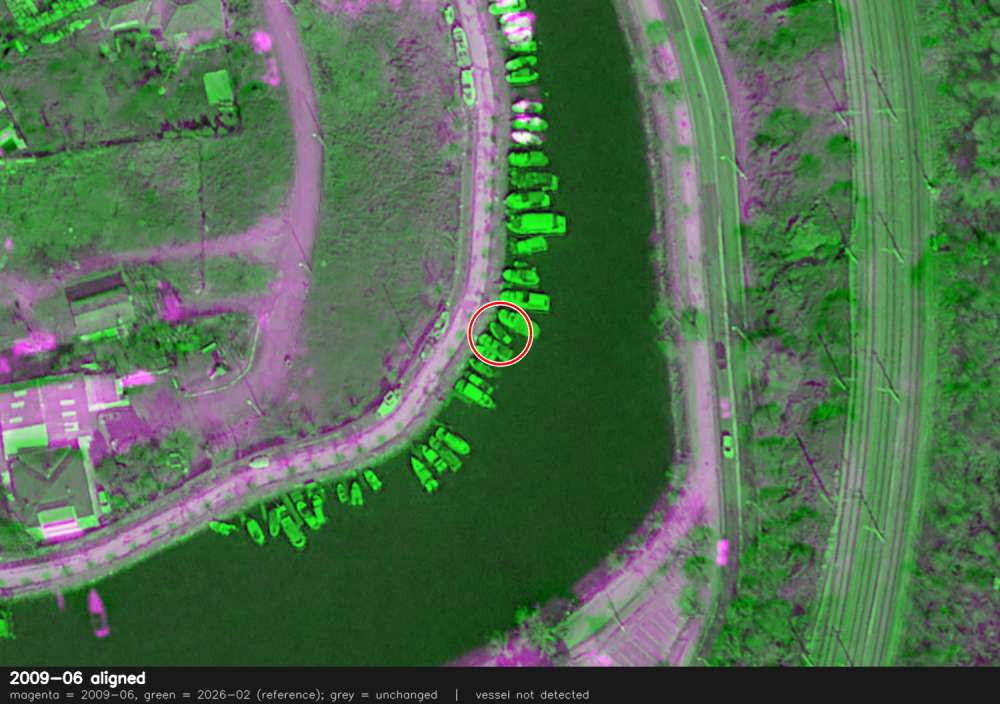 2009-06 aligned
magenta = 2009-06, green = 2026-02 (reference); grey = unchanged | vessel not detected